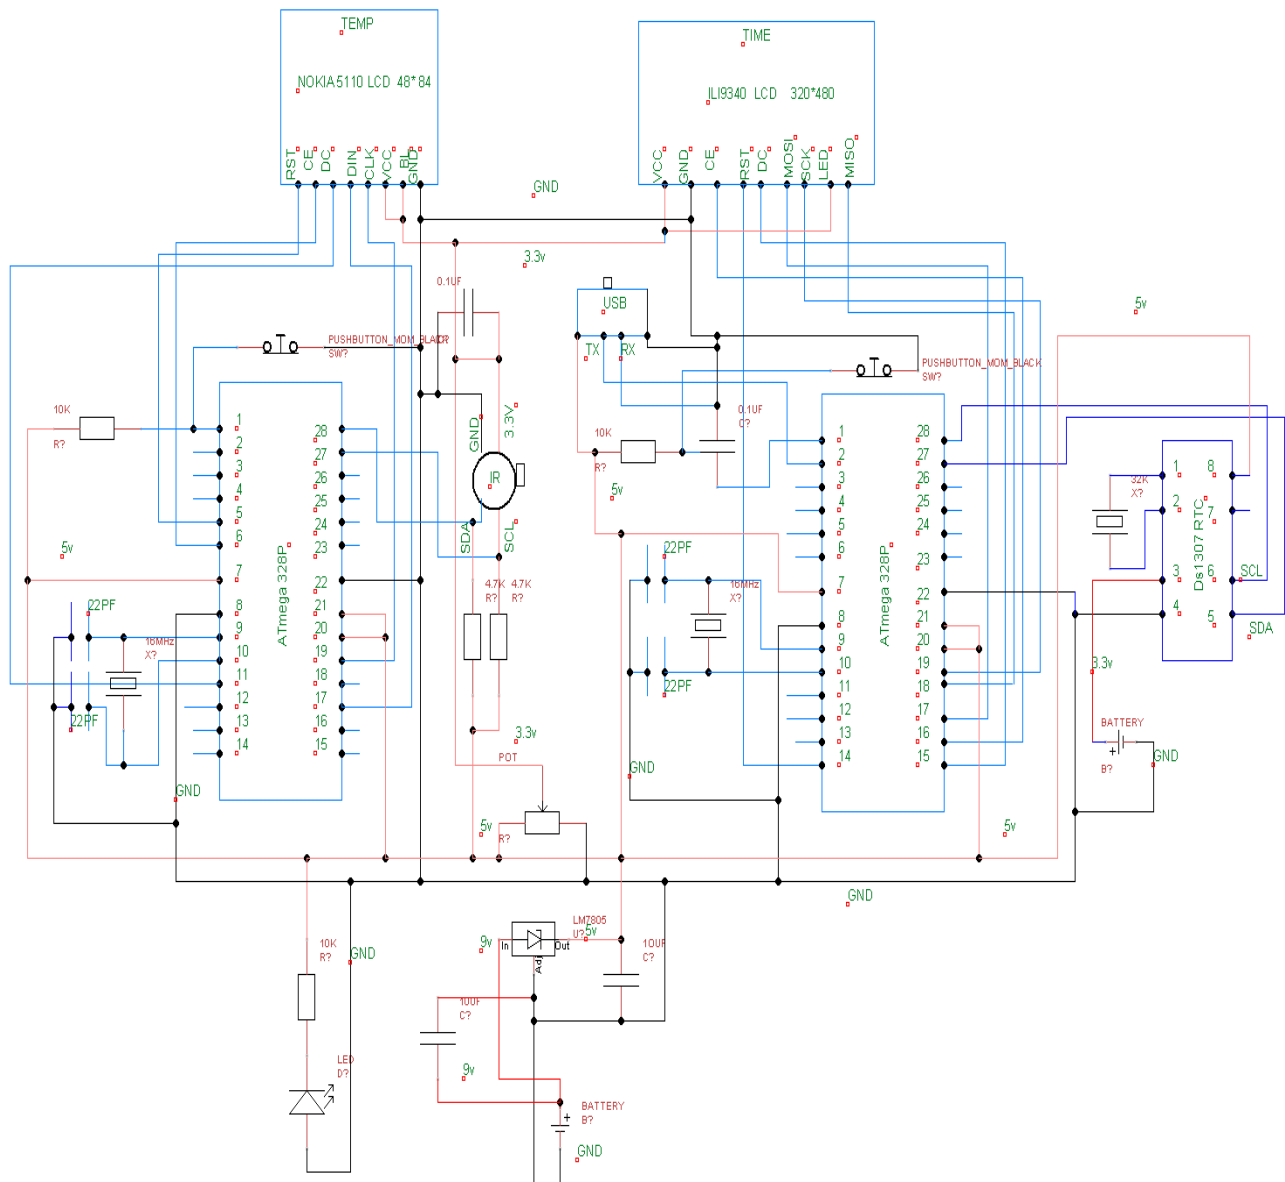 TEMP
NOKIA5110 LCD 48*84
RST
CE
DC
DIN
CLK
VCC
BL
GND
TIME
ILI9340 LCD 320*480
VCC
GND
CE
RST
DC
MOSI
SCK
LED
MISO
GND
3.3v
0.1UF
USB
TX
RX
5v
PUSHBUTTON_MOM_BLACK
SW?
PUSHBUTTON_MOM_BLACK
SW?
10K
R?
1
2
3
4
5
6
7
8
9
10
11
12
13
14
ATmega 328P
28
27
26
25
24
23
22
21
20
19
18
17
16
15
GND
3.3V
IR
SDA
SCL
4.7K
R?
4.7K
R?
0.1UF
C?
10K
R?
5v
1
2
3
4
5
6
7
8
9
10
11
12
13
14
ATmega 328P
28
27
26
25
24
23
22
21
20
19
18
17
16
15
32K
X?
1
2
3
4
Ds1307 RTC
8
7
6
5
SCL
SDA
5v
22PF
16MHz
X?
22PF
22PF
16MHz
X?
22PF
3.3v
BATTERY
+
B?
GND
GND
GND
3.3v
POT
5v
R?
5v
GND
10K
R?
GND
LED
D?
9v
LM7805
U?
In
Out
Adj
5v
10UF
C?
10UF
C?
9v
BATTERY
B?
+
GND